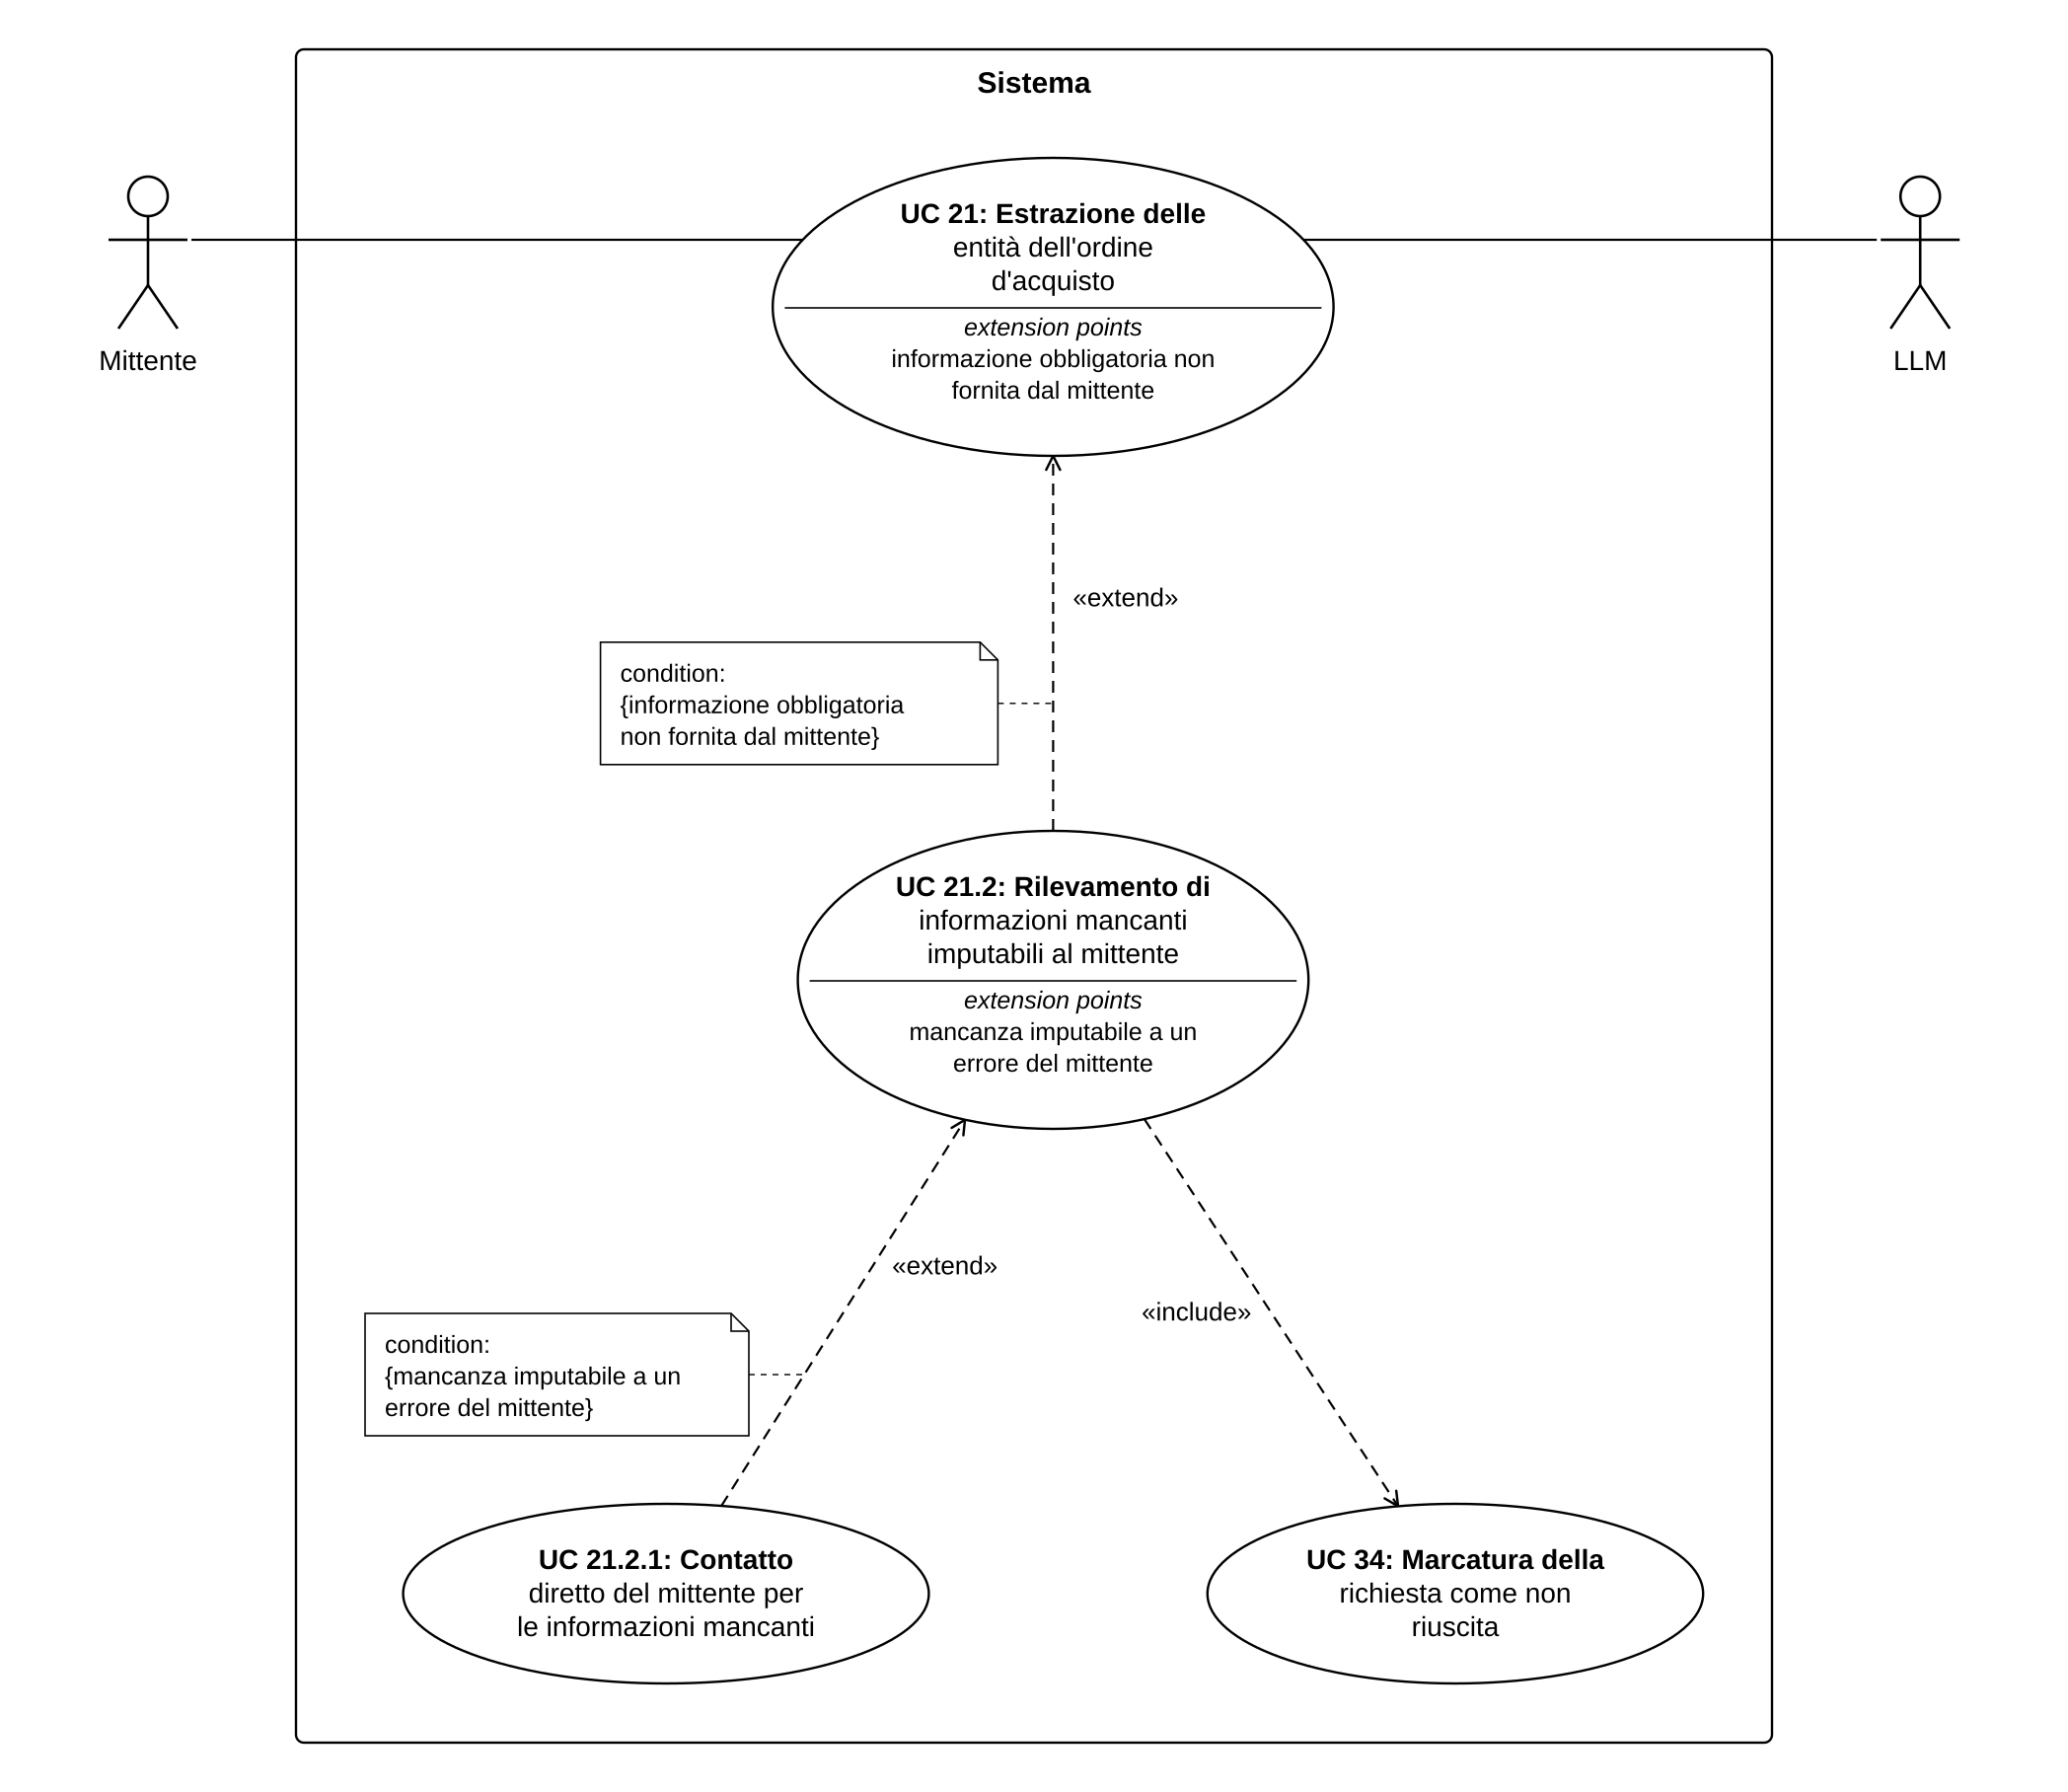 Sistema
UC 21: Estrazione delle
entità dell'ordine
d'acquisto
extension points
informazione obbligatoria non
fornita dal mittente
Mittente
LLM
«extend»
condition:
{informazione obbligatoria
non fornita dal mittente}
UC 21.2: Rilevamento di
informazioni mancanti
imputabili al mittente
extension points
mancanza imputabile a un
errore del mittente
«extend»
«include»
condition:
{mancanza imputabile a un
errore del mittente}
UC 21.2.1: Contatto
diretto del mittente per
le informazioni mancanti
UC 34: Marcatura della
richiesta come non
riuscita